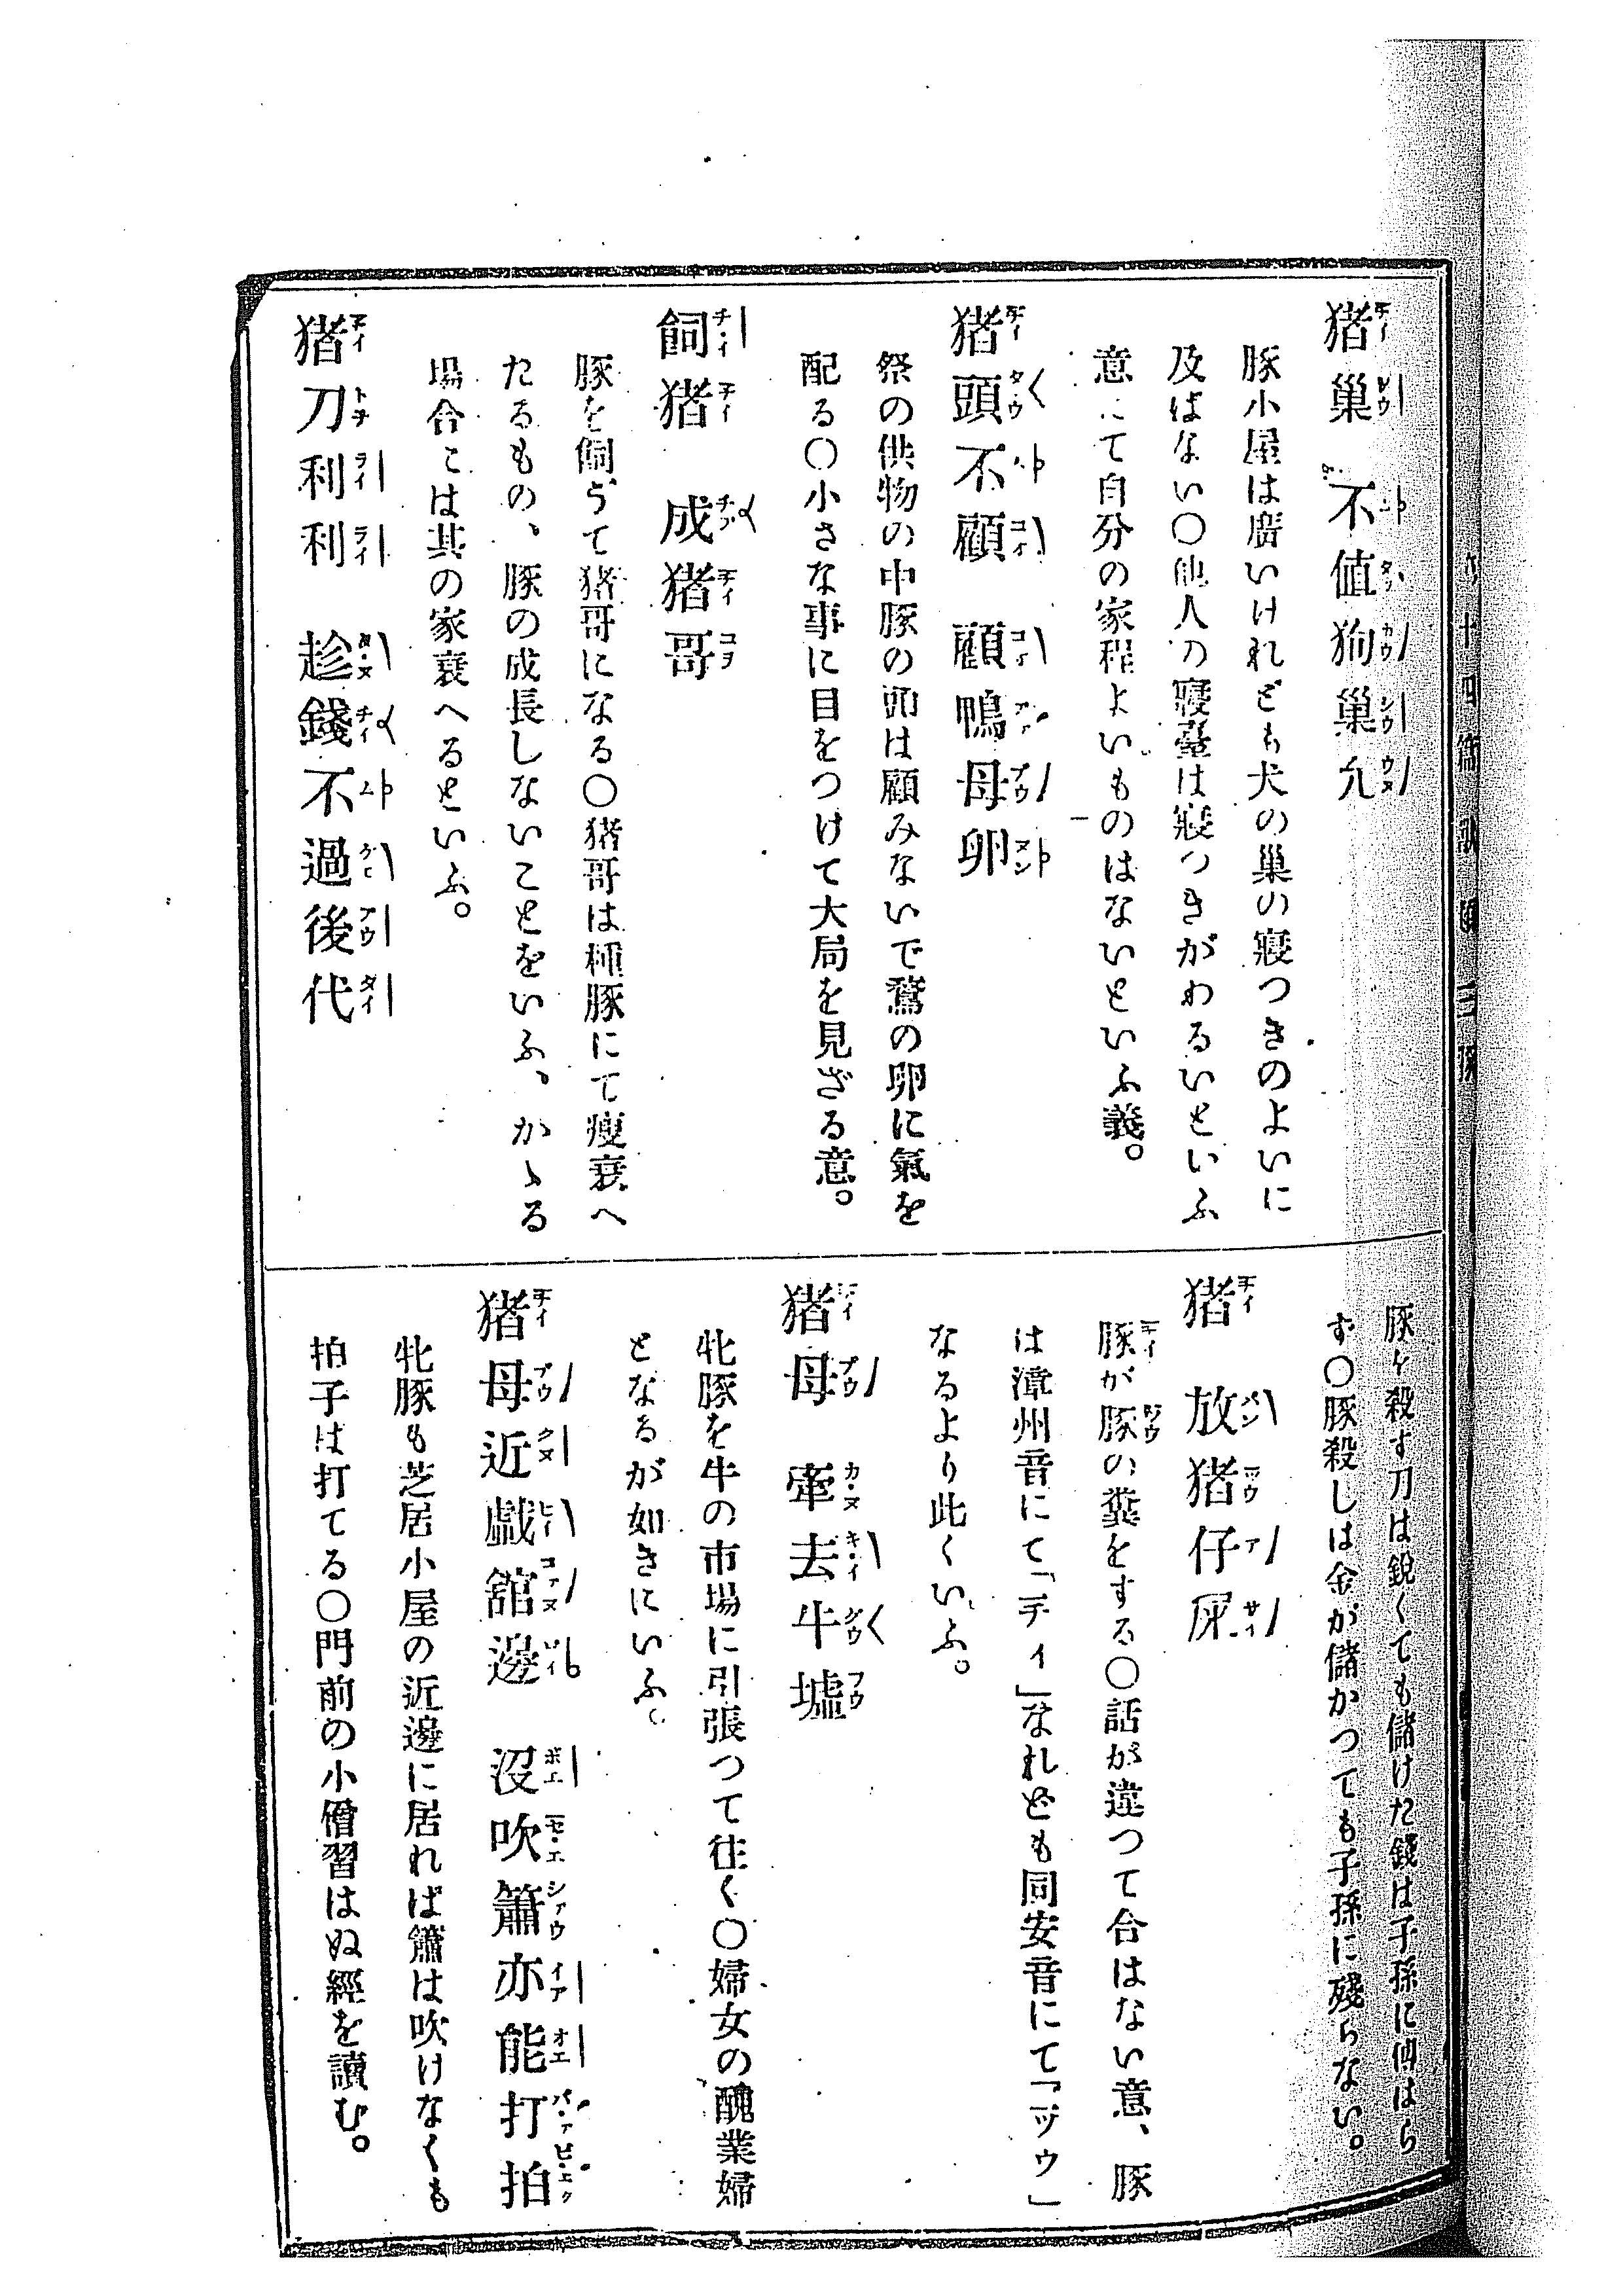 猪巢 不值狗巢允
豚小屋は廣いけれども犬の巢の寢つきのよいに
及ばない〇他人の寢臺は寢つきがわるいといふ
意にて自分の家程よいものはないといふ義。
猪頭不顧 顧鴨母卵
祭の供物の中豚の頭は顧みないで鶩の卵に氣を
配る〇小さな事に目をつけて大局を見ざる意。
飼猪 成猪哥
豚を飼うて猪哥になる〇猪哥は種豚にて瘦衰へ
たるもの、豚の成長しないことをいふ、かゝる
場合には其の家衰へるといふ。
猪刀利利 趁錢不過後代
豚を殺す刀は銳くても儲けた錢は子孫に傳はら
ず〇豚殺しは金が儲かつても子孫に殘らない。
猪 放猪仔屎
豚が豚の糞をする〇話が違つて合はない意、豚
は漳州音にて「ティ」なれども同安音にて「ツウ」
なるより此くいふ。
猪母 牽去牛墟
牝豚を牛の市場に引張つて往く〇婦女の醜業婦
となるが如きにいふ。
猪母近戲舘邊 沒吹簫亦能打拍
牝豚も芝居小屋の近邊に居れば簫は吹けなくも
拍子は打てる〇門前の小僧習はぬ經を讀む。